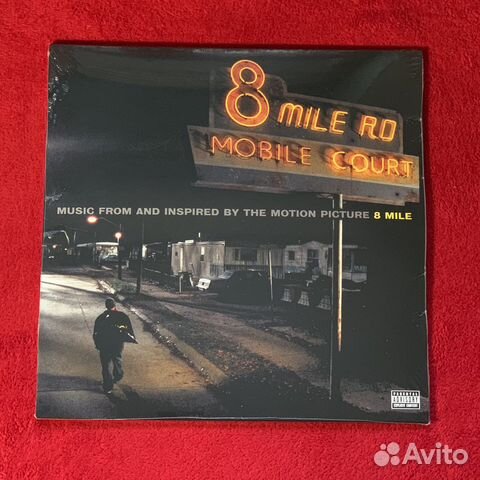 8 MILE RD
MOBILE COURT
MUSIC FROM AND INSPIRED BY THE MOTION PICTURE 8 MILE
PARENTAL
ADVISORY
EXPLICIT CONTENT
Avito